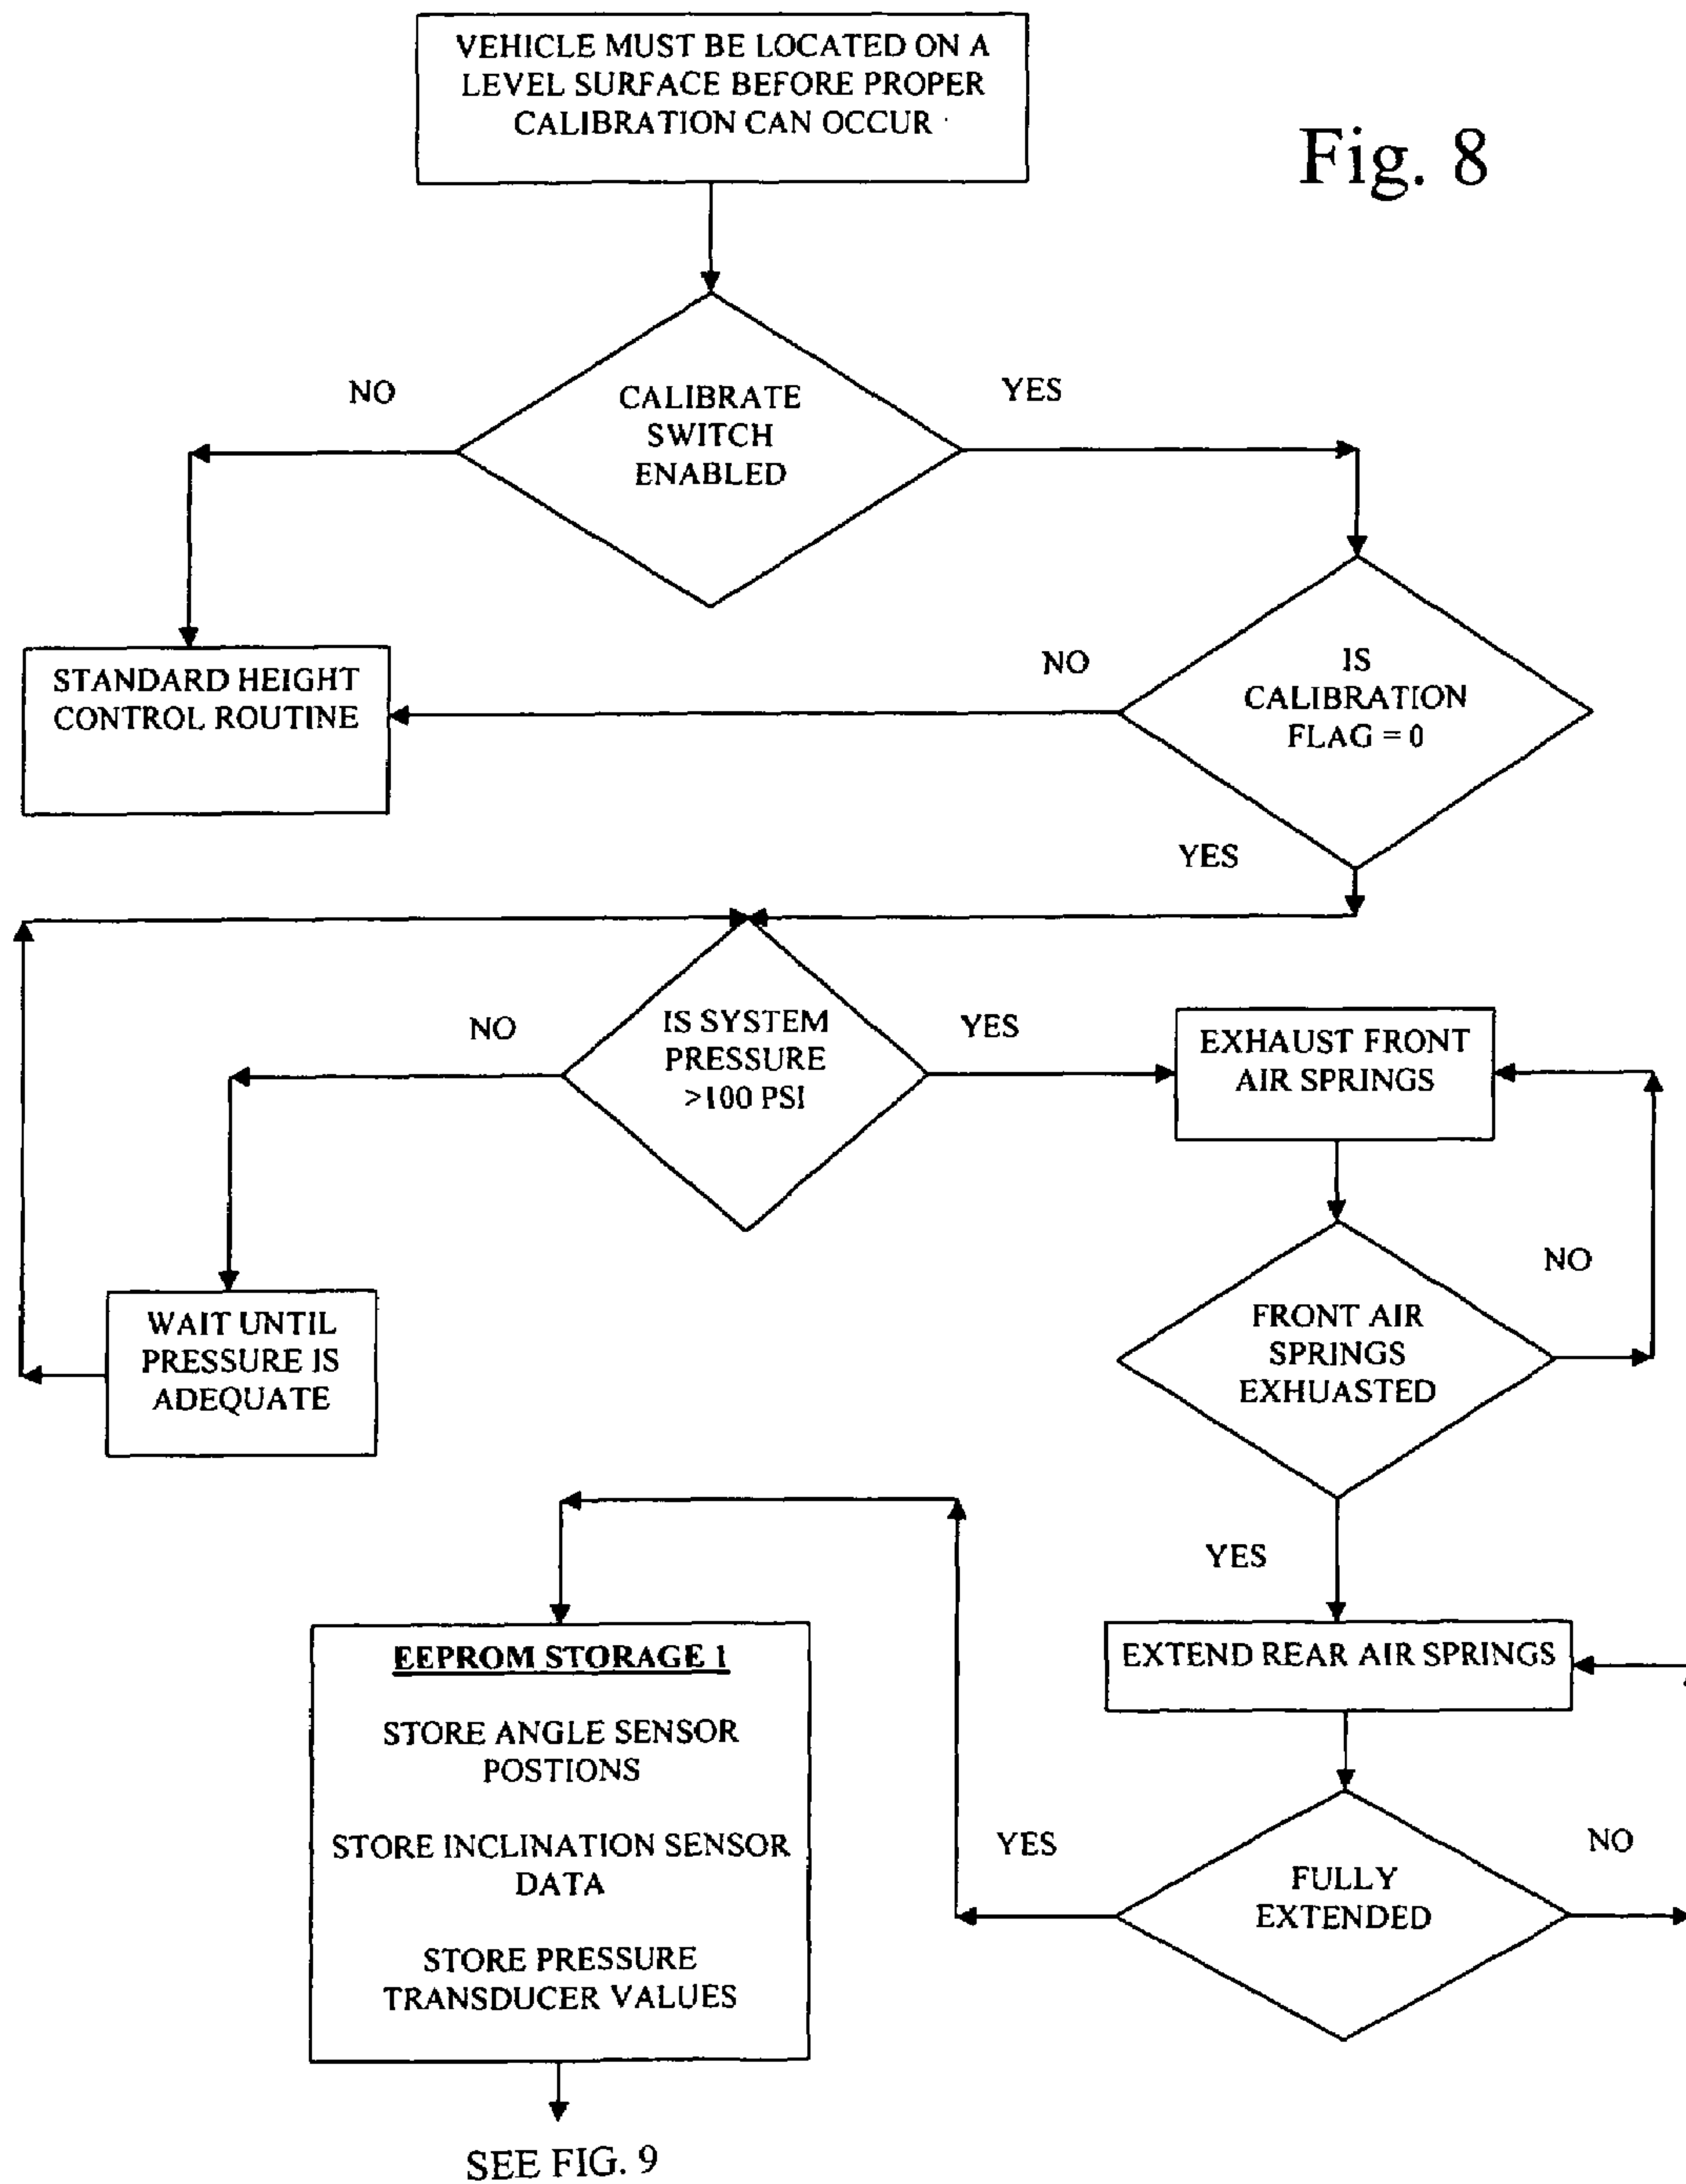 VEHICLE MUST BE LOCATED ON A
LEVEL SURFACE BEFORE PROPER
CALIBRATION CAN OCCUR
Fig. 8
NO
CALIBRATE
SWITCH
ENABLED
YES
STANDARD HEIGHT
CONTROL ROUTINE
NO
IS
CALIBRATION
FLAG = 0
YES
NO
IS SYSTEM
PRESSURE
>100 PSI
YES
EXHAUST FRONT
AIR SPRINGS
NO
WAIT UNTIL
PRESSURE IS
ADEQUATE
FRONT AIR
SPRINGS
EXHUASTED
YES
EXTEND REAR AIR SPRINGS
EEPROM STORAGE 1
STORE ANGLE SENSOR
POSTIONS
STORE INCLINATION SENSOR
DATA
STORE PRESSURE
TRANSDUCER VALUES
YES
FULLY
EXTENDED
NO
SEE FIG. 9